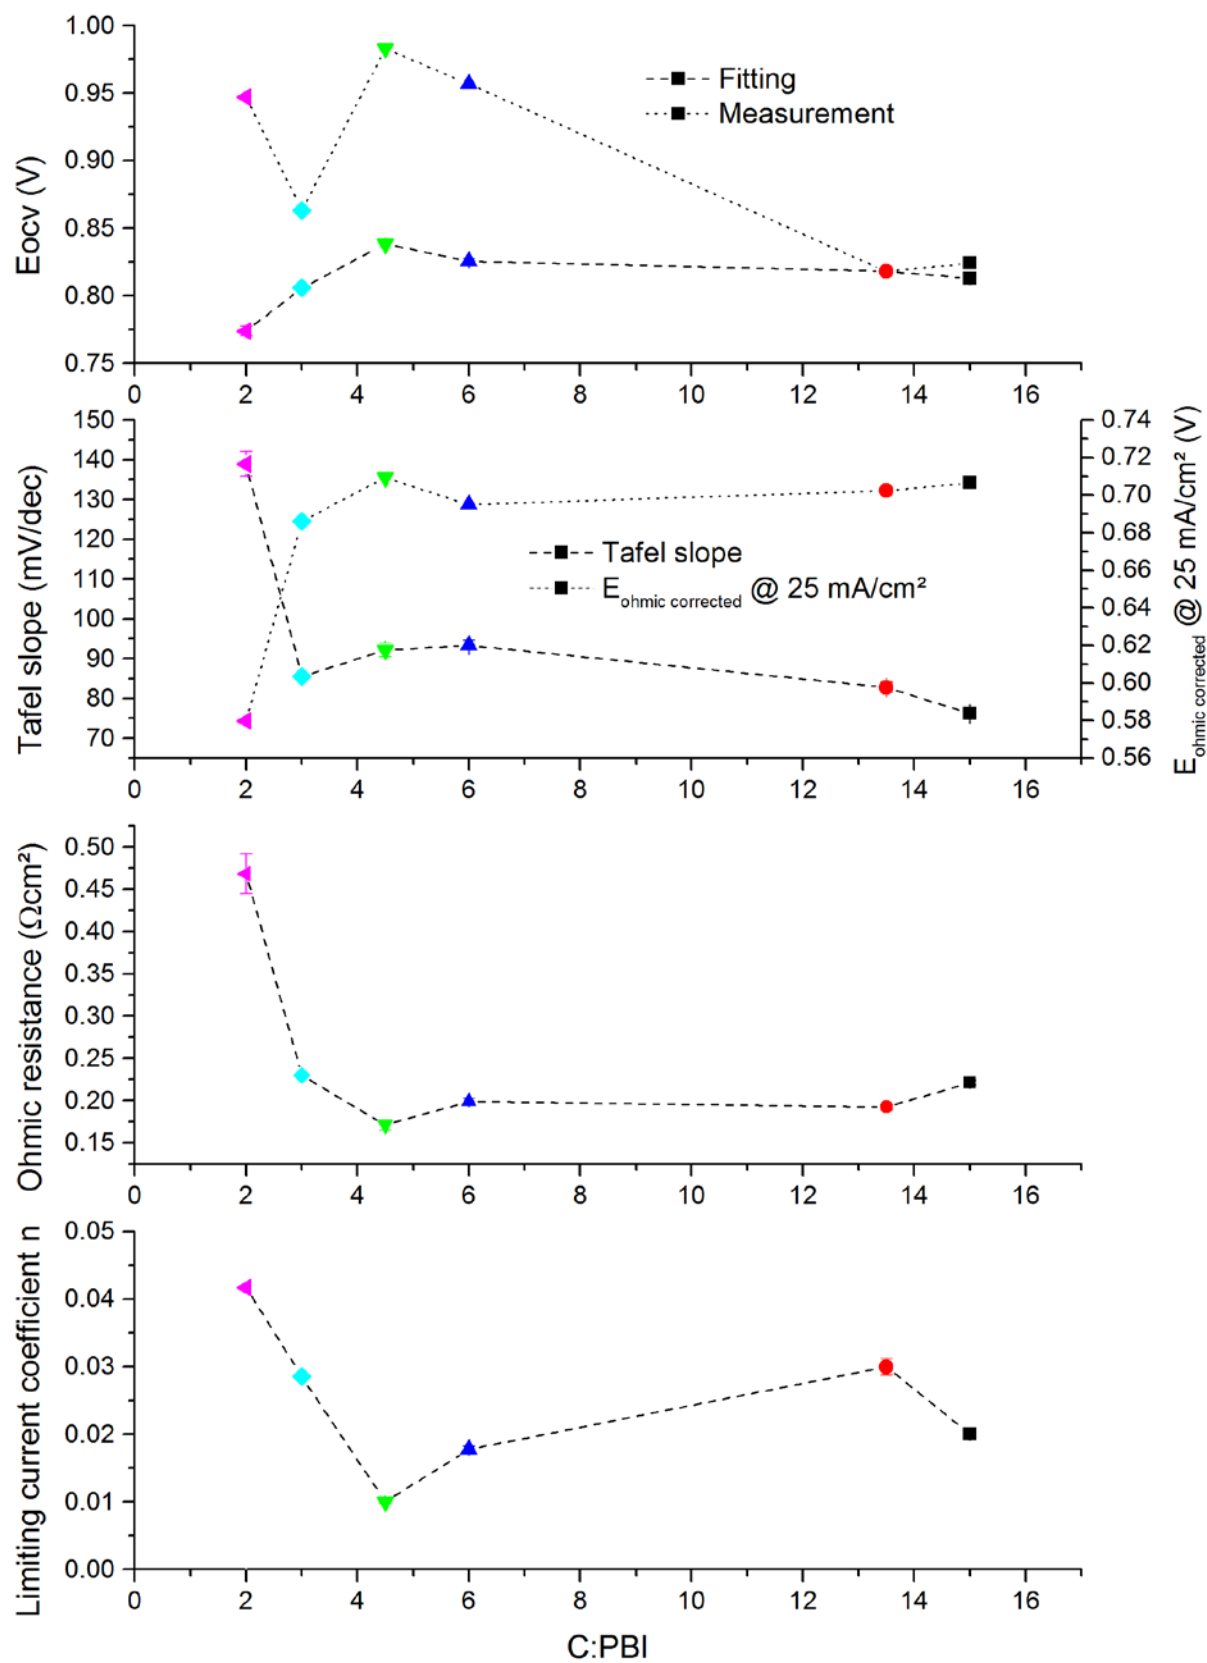 Eocv (V)
1.00
0.95
0.90
0.85
0.80
0.75
Fitting
Measurement
0 2 4 6 8 10 12 14 16
Tafel slope (mV/dec)
150
140
130
120
110
100
90
80
70
Tafel slope
E ohmic corrected @ 25 mA/cm²
0.74
0.72
0.70
0.68
0.66
0.64
0.62
0.60
0.58
0.56
E ohmic corrected @ 25 mA/cm² (V)
0 2 4 6 8 10 12 14 16
Ohmic resistance (Ωcm²)
0.50
0.45
0.40
0.35
0.30
0.25
0.20
0.15
0 2 4 6 8 10 12 14 16
Limiting current coefficient n
0.05
0.04
0.03
0.02
0.01
0.00
0 2 4 6 8 10 12 14 16
C:PBI